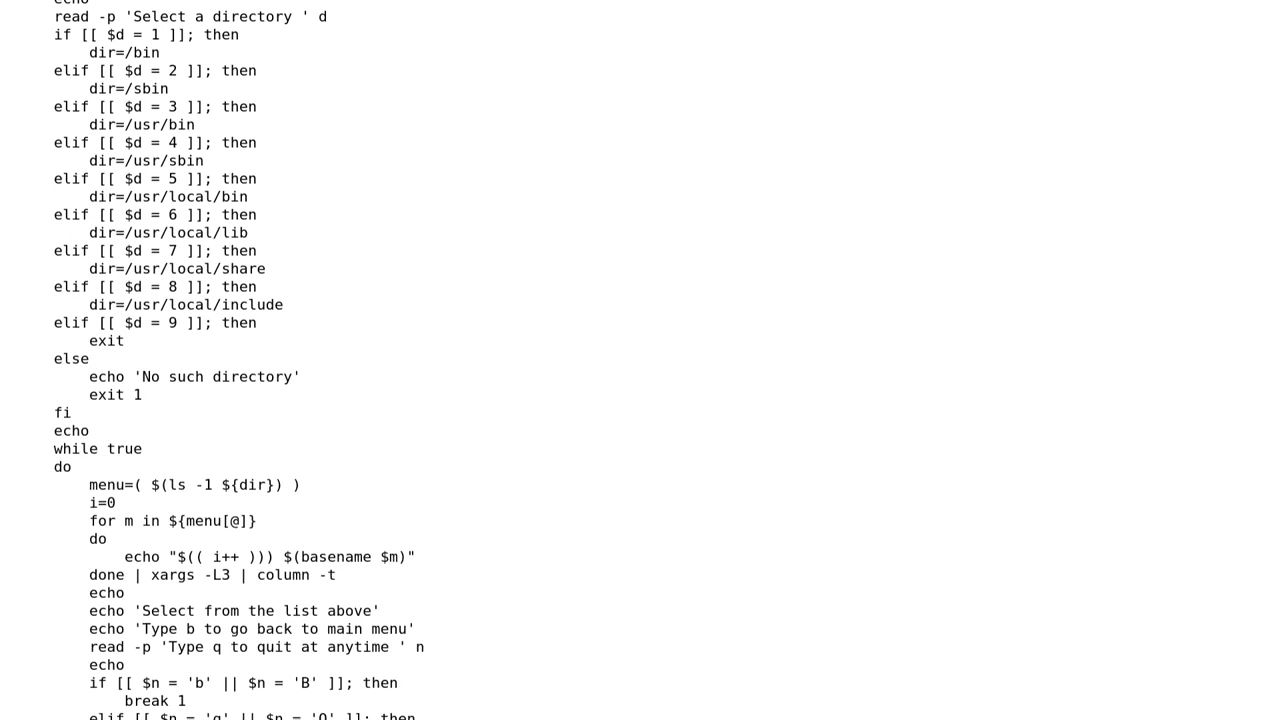 echo
read -p 'Select a directory ' d
if [[ $d = 1 ]]; then
    dir=/bin
elif [[ $d = 2 ]]; then
    dir=/sbin
elif [[ $d = 3 ]]; then
    dir=/usr/bin
elif [[ $d = 4 ]]; then
    dir=/usr/sbin
elif [[ $d = 5 ]]; then
    dir=/usr/local/bin
elif [[ $d = 6 ]]; then
    dir=/usr/local/lib
elif [[ $d = 7 ]]; then
    dir=/usr/local/share
elif [[ $d = 8 ]]; then
    dir=/usr/local/include
elif [[ $d = 9 ]]; then
    exit
else
    echo 'No such directory'
    exit 1
fi
echo
while true
do
    menu=( $(ls -1 ${dir}) )
    i=0
    for m in ${menu[@]}
    do
        echo "$(( i++ ))) $(basename $m)"
    done | xargs -L3 | column -t
    echo
    echo 'Select from the list above'
    echo 'Type b to go back to main menu'
    read -p 'Type q to quit at anytime ' n
    echo
    if [[ $n = 'b' || $n = 'B' ]]; then
        break 1
    elif [[ $n = 'q' || $n = 'Q' ]]; then